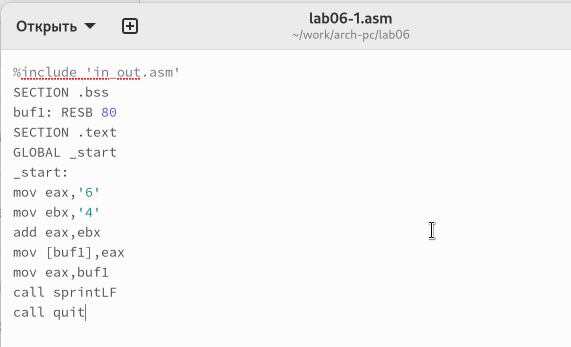 Открыть
lab06-1.asm
~/work/arch-pc/lab06
%include 'in_out.asm'
SECTION .bss
buf1: RESB 80
SECTION .text
GLOBAL _start
_start:
mov eax,'6'
mov ebx,'4'
add eax,ebx
mov [buf1],eax
mov eax,buf1
call sprintLF
call quit